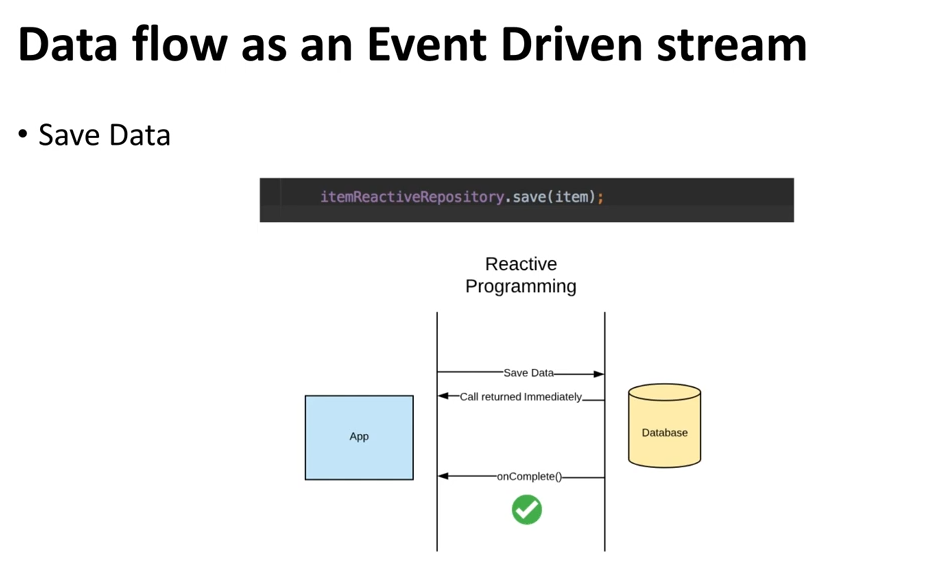 Data flow as an Event Driven stream
• Save Data
itemReactiveRepository.save(item);
Reactive
Programming
Save Data
Call returned Immediately
App
Database
onComplete()